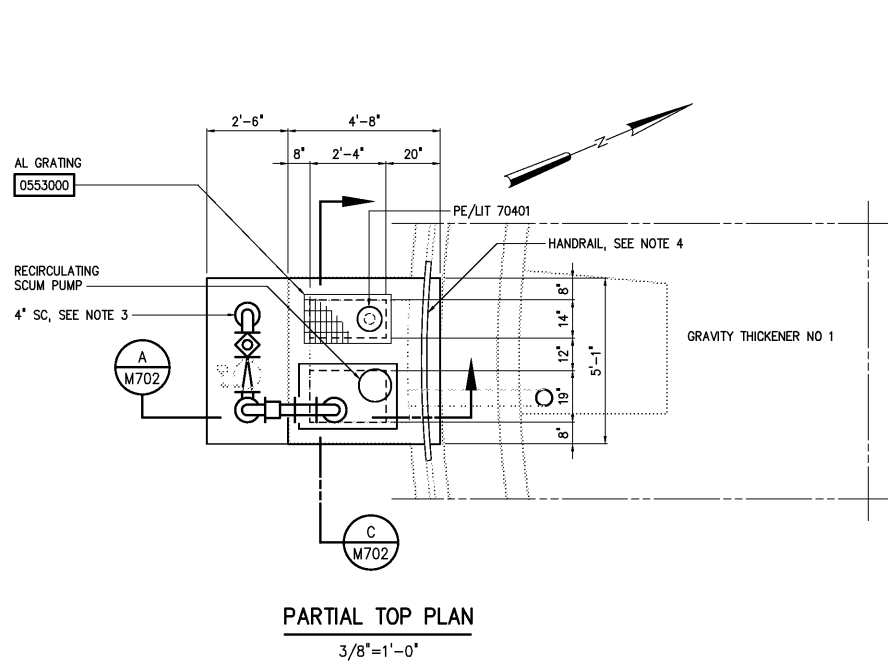 2'-6"
4'-8"
8"
2'-4"
20"
N
AL GRATING
0553000
PE/LIT 70401
HANDRAIL, SEE NOTE 4
RECIRCULATING
SCUM PUMP
4" SC, SEE NOTE 3
8"
14"
12"
5'-1"
19"
8"
GRAVITY THICKENER NO 1
A
M702
C
M702
PARTIAL TOP PLAN
3/8"=1'-0"